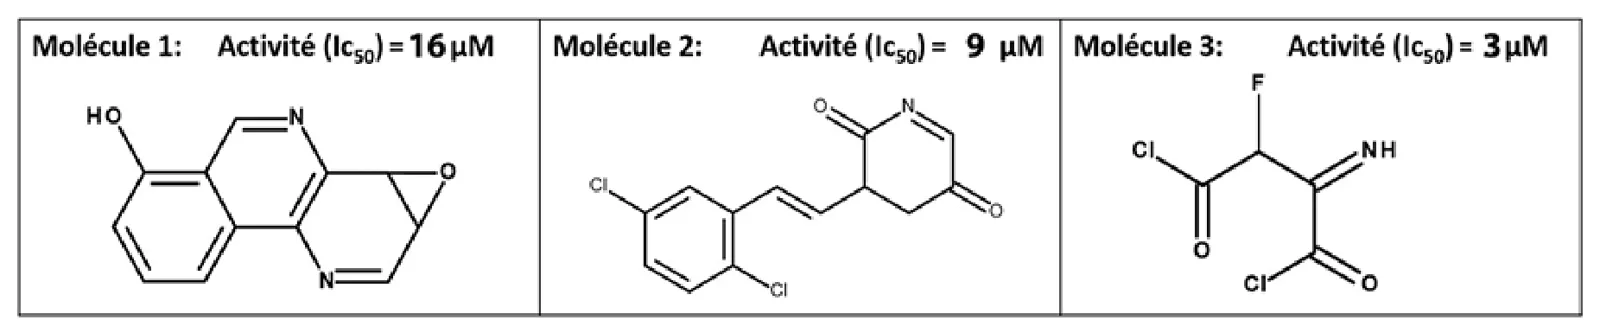 Molécule 1: Activité (Ic50) = 16 µM
HO
N
O
N
Molécule 2: Activité (Ic50) = 9 µM
O
N
Cl
O
Cl
Molécule 3: Activité (Ic50) = 3 µM
F
Cl
NH
O
Cl
O